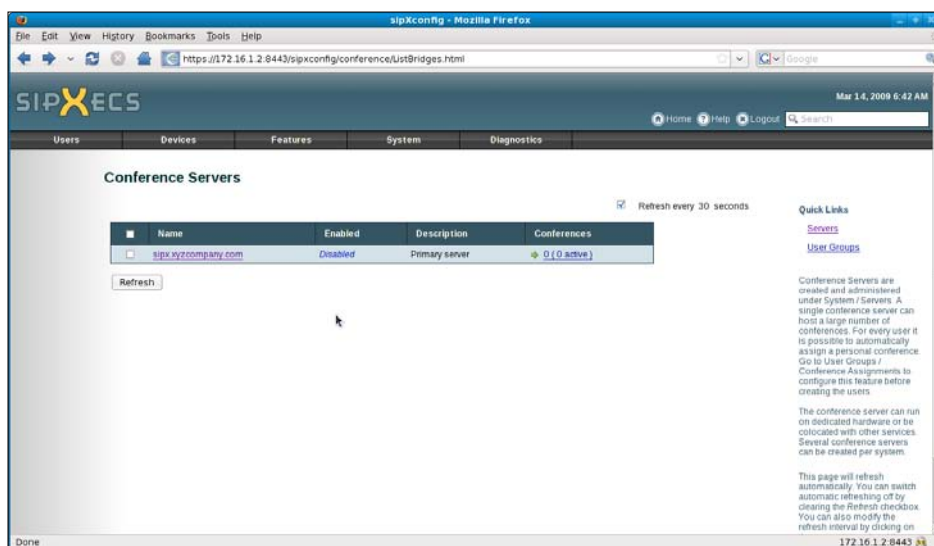 sipXconfig - Mozilla Firefox
File Edit View History Bookmarks Tools Help
https://172.16.1.2:8443/sipxconfig/conference/ListBridges.html
Google
SIPXECS
Mar 14, 2009 6:42 AM
Home Help Logout Search
Users Devices Features System Diagnostics
Conference Servers
Refresh every 30 seconds
Name Enabled Description Conferences
sipx.xyzcompany.com Disabled Primary server 0 ( 0 active )
Refresh
Quick Links
Servers
User Groups
Conference Servers are
created and administered
under System / Servers. A
single conference server can
host a large number of
conferences. For every user it
is possible to automatically
assign a personal conference.
Go to User Groups /
Conference Assignments to
configure this feature before
creating the users.
The conference server can run
on dedicated hardware or be
colocated with other services.
Several conference servers
can be created per system.
This page will refresh
automatically. You can switch
automatic refreshing off by
clearing the Refresh checkbox.
You can also modify the
refresh interval by clicking on
Done
172.16.1.2:8443